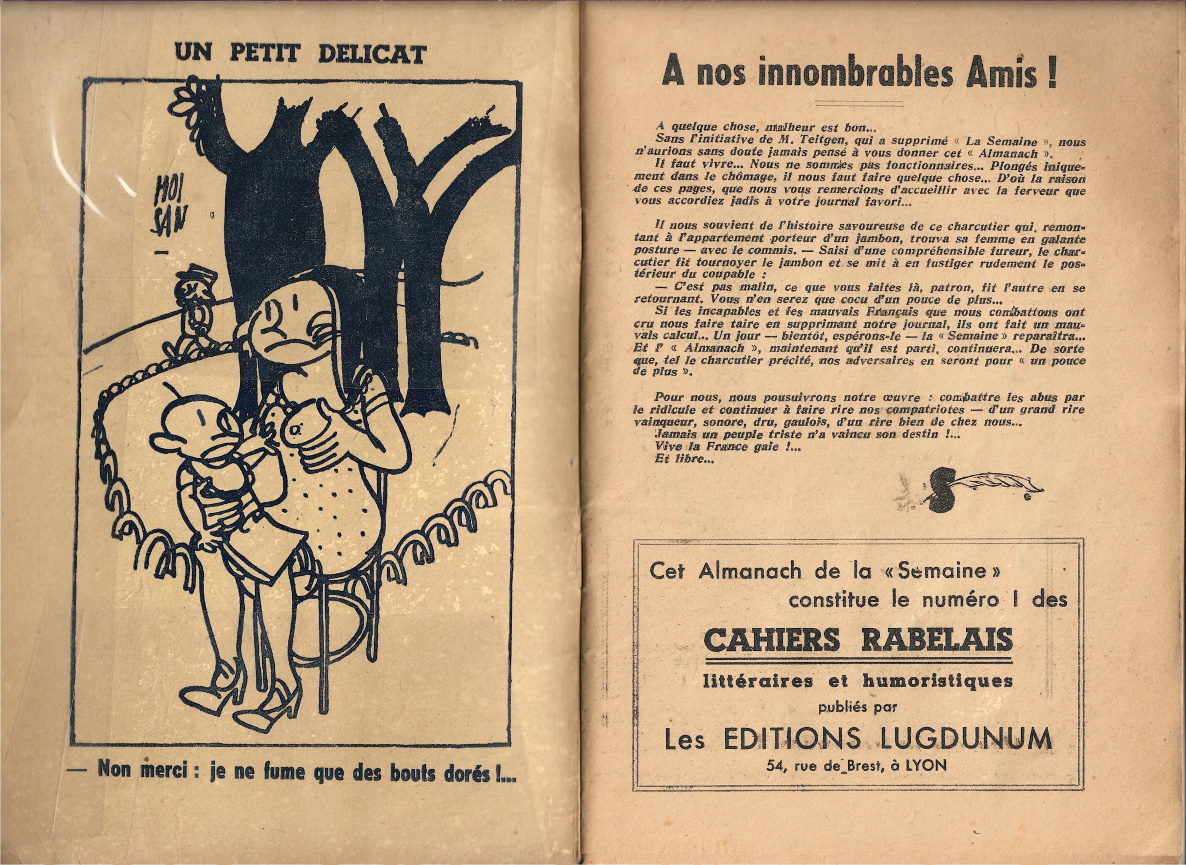 UN PETIT DELICAT
MOI
SAN
— Non merci : je ne fume que des bouts dorés !...
A nos innombrables Amis !
A quelque chose, malheur est bon...
Sans l'initiative de M. Teitgen, qui a supprimé « La Semaine », nous
n'aurions sans doute jamais pensé à vous donner cet « Almanach ».
Il faut vivre... Nous ne sommes pas fonctionnaires... Plongés inique-
ment dans le chômage, il nous faut faire quelque chose... D'où la raison
de ces pages, que nous vous remercions d'accueillir avec la ferveur que
vous accordiez jadis à votre journal favori...
Il nous souvient de l'histoire savoureuse de ce charcutier qui, remon-
tant à l'appartement porteur d'un jambon, trouva sa femme en galante
posture — avec le commis. — Saisi d'une compréhensible fureur, le char-
cutier fit tournoyer le jambon et se mit à en fustiger rudement le pos-
térieur du coupable :
— C'est pas malin, ce que vous faites là, patron, fit l'autre en se
retournant. Vous n'en serez que cocu d'un pouce de plus...
Si les incapables et les mauvais Français que nous combattons ont
cru nous faire taire en supprimant notre journal, ils ont fait un mau-
vais calcul... Un jour — bientôt, espérons-le — la « Semaine » reparaîtra...
Et l' « Almanach », maintenant qu'il est parti, continuera... De sorte
que, tel le charcutier précité, nos adversaires en seront pour « un pouce
de plus ».
Pour nous, nous pousuivrons notre œuvre : combattre les abus par
le ridicule et continuer à faire rire nos compatriotes — d'un grand rire
vainqueur, sonore, dru, gaulois, d'un rire bien de chez nous...
Jamais un peuple triste n'a vaincu son destin !...
Vive la France gaie !...
Et libre...
Cet Almanach de la « Semaine »
constitue le numéro I des
CAHIERS RABELAIS
littéraires et humoristiques
publiés par
Les EDITIONS LUGDUNUM
54, rue de Brest, à LYON